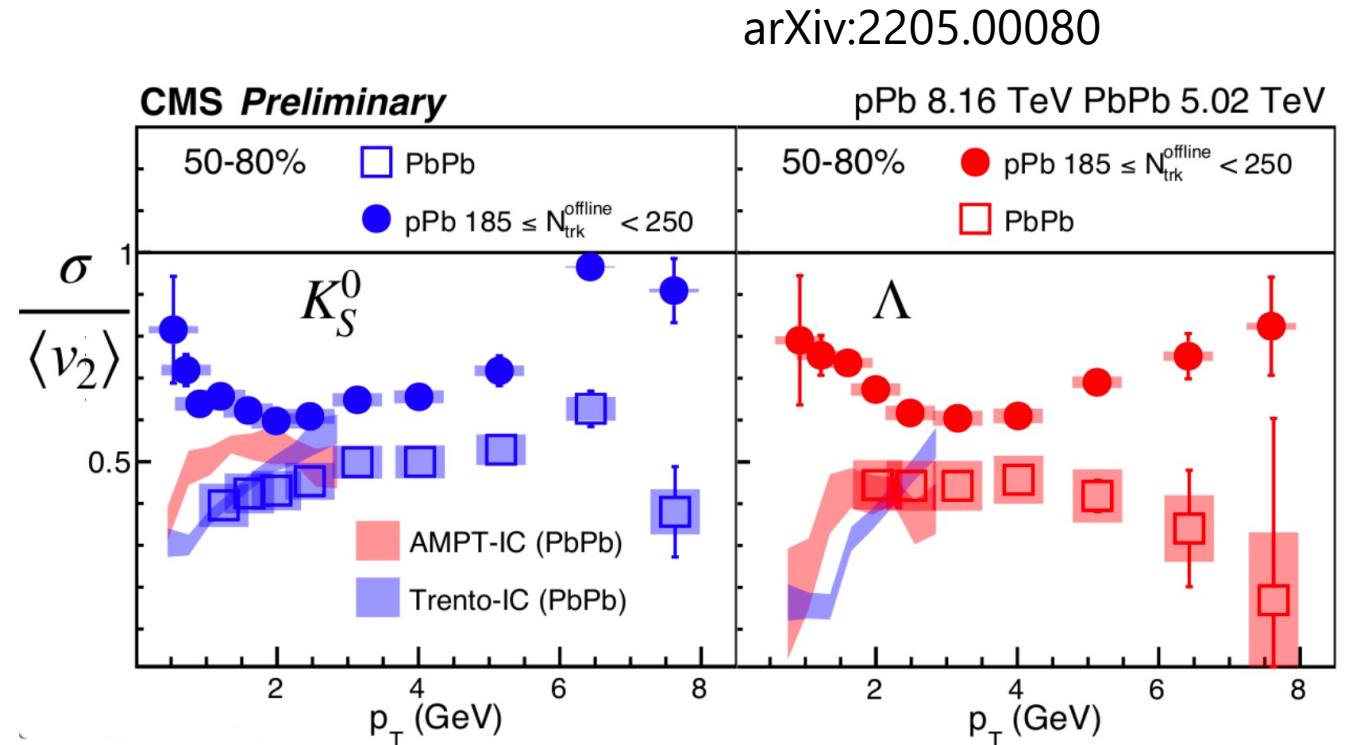 arXiv:2205.00080
CMS Preliminary
pPb 8.16 TeV PbPb 5.02 TeV
50-80%
PbPb
pPb 185 ≤ N_trk^offline < 250
50-80%
pPb 185 ≤ N_trk^offline < 250
PbPb
σ
⟨v₂⟩
1
0.5
K_S^0
AMPT-IC (PbPb)
Trento-IC (PbPb)
2 4 6 8
p_T (GeV)
Λ
2 4 6 8
p_T (GeV)